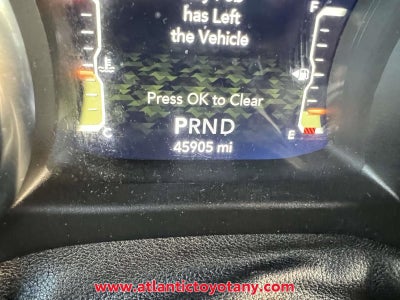 has Left
the Vehicle
F
E
Press OK to Clear
PRND
C
45905 mi
E
www.atlantictoyotany.com